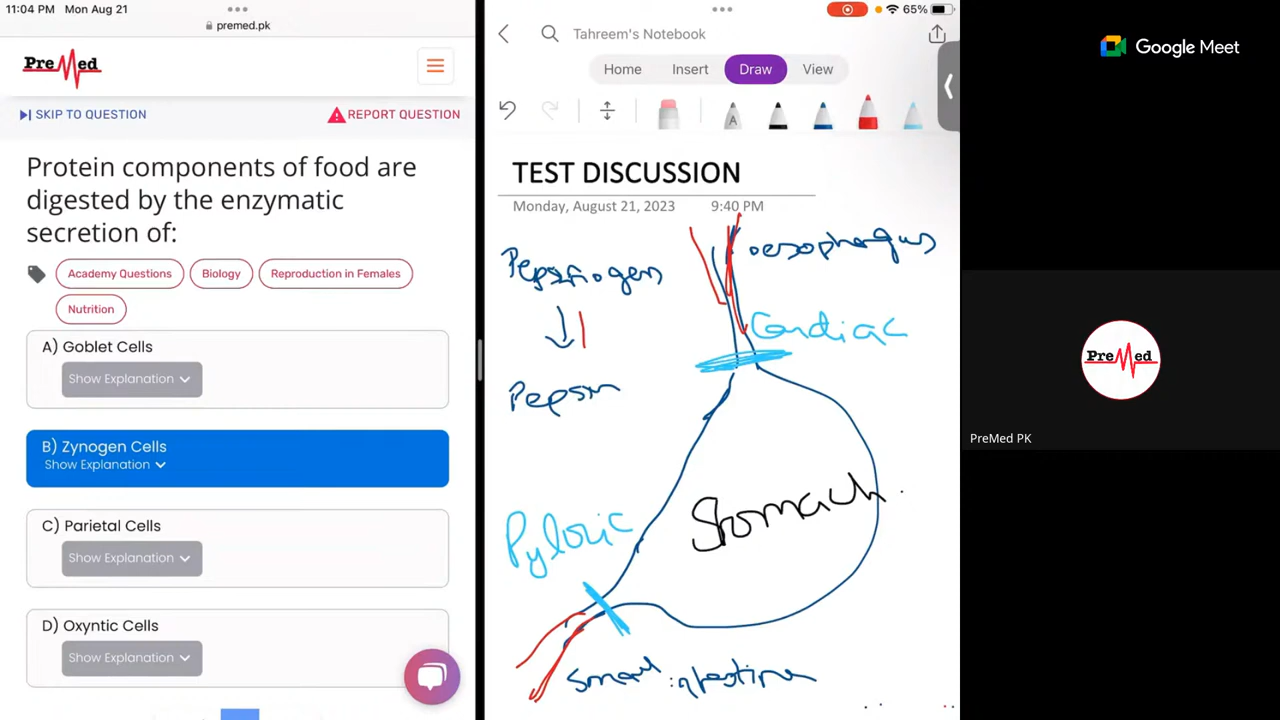 11:04 PM Mon Aug 21
premed.pk
65%
PreMed
SKIP TO QUESTION
REPORT QUESTION
Protein components of food are
digested by the enzymatic
secretion of:
Academy Questions
Biology
Reproduction in Females
Nutrition
A) Goblet Cells
Show Explanation
B) Zynogen Cells
Show Explanation
C) Parietal Cells
Show Explanation
D) Oxyntic Cells
Show Explanation
Tahreem's Notebook
Home Insert Draw View
A
TEST DISCUSSION
Monday, August 21, 2023 9:40 PM
oesophagus
Pepsinogen
Cardiac
Pepsin
Stomach
Pyloric
Small intestine
Google Meet
PreMed
PreMed PK